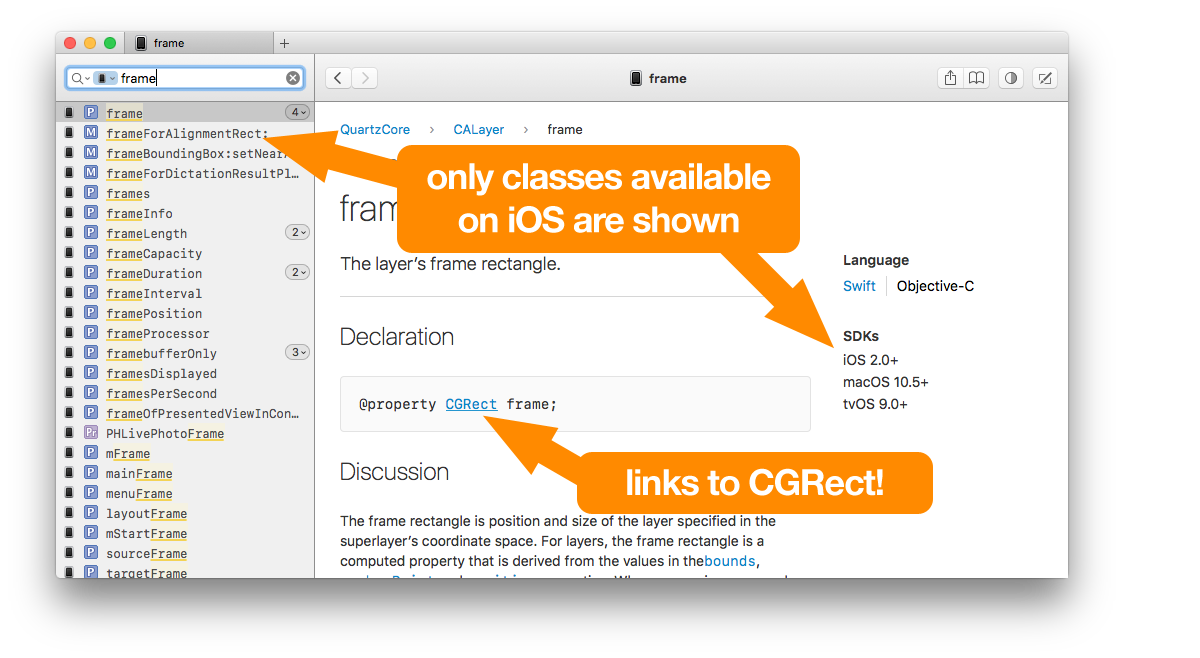 frame
frame
frame
frame
4
frameForAlignmentRect:
frameBoundingBox:setNear
frameForDictationResultPl…
frames
frameInfo
frameLength
2
frameCapacity
frameDuration
2
frameInterval
framePosition
frameProcessor
framebufferOnly
3
framesDisplayed
framesPerSecond
frameOfPresentedViewInCon…
PHLivePhotoFrame
mFrame
mainFrame
menuFrame
layoutFrame
mStartFrame
sourceFrame
targetFrame
QuartzCore › CALayer › frame
only classes available
on iOS are shown
The layer’s frame rectangle.
Language
Swift Objective-C
SDKs
iOS 2.0+
macOS 10.5+
tvOS 9.0+
Declaration
@property CGRect frame;
links to CGRect!
Discussion
The frame rectangle is position and size of the layer specified in the
superlayer’s coordinate space. For layers, the frame rectangle is a
computed property that is derived from the values in thebounds,